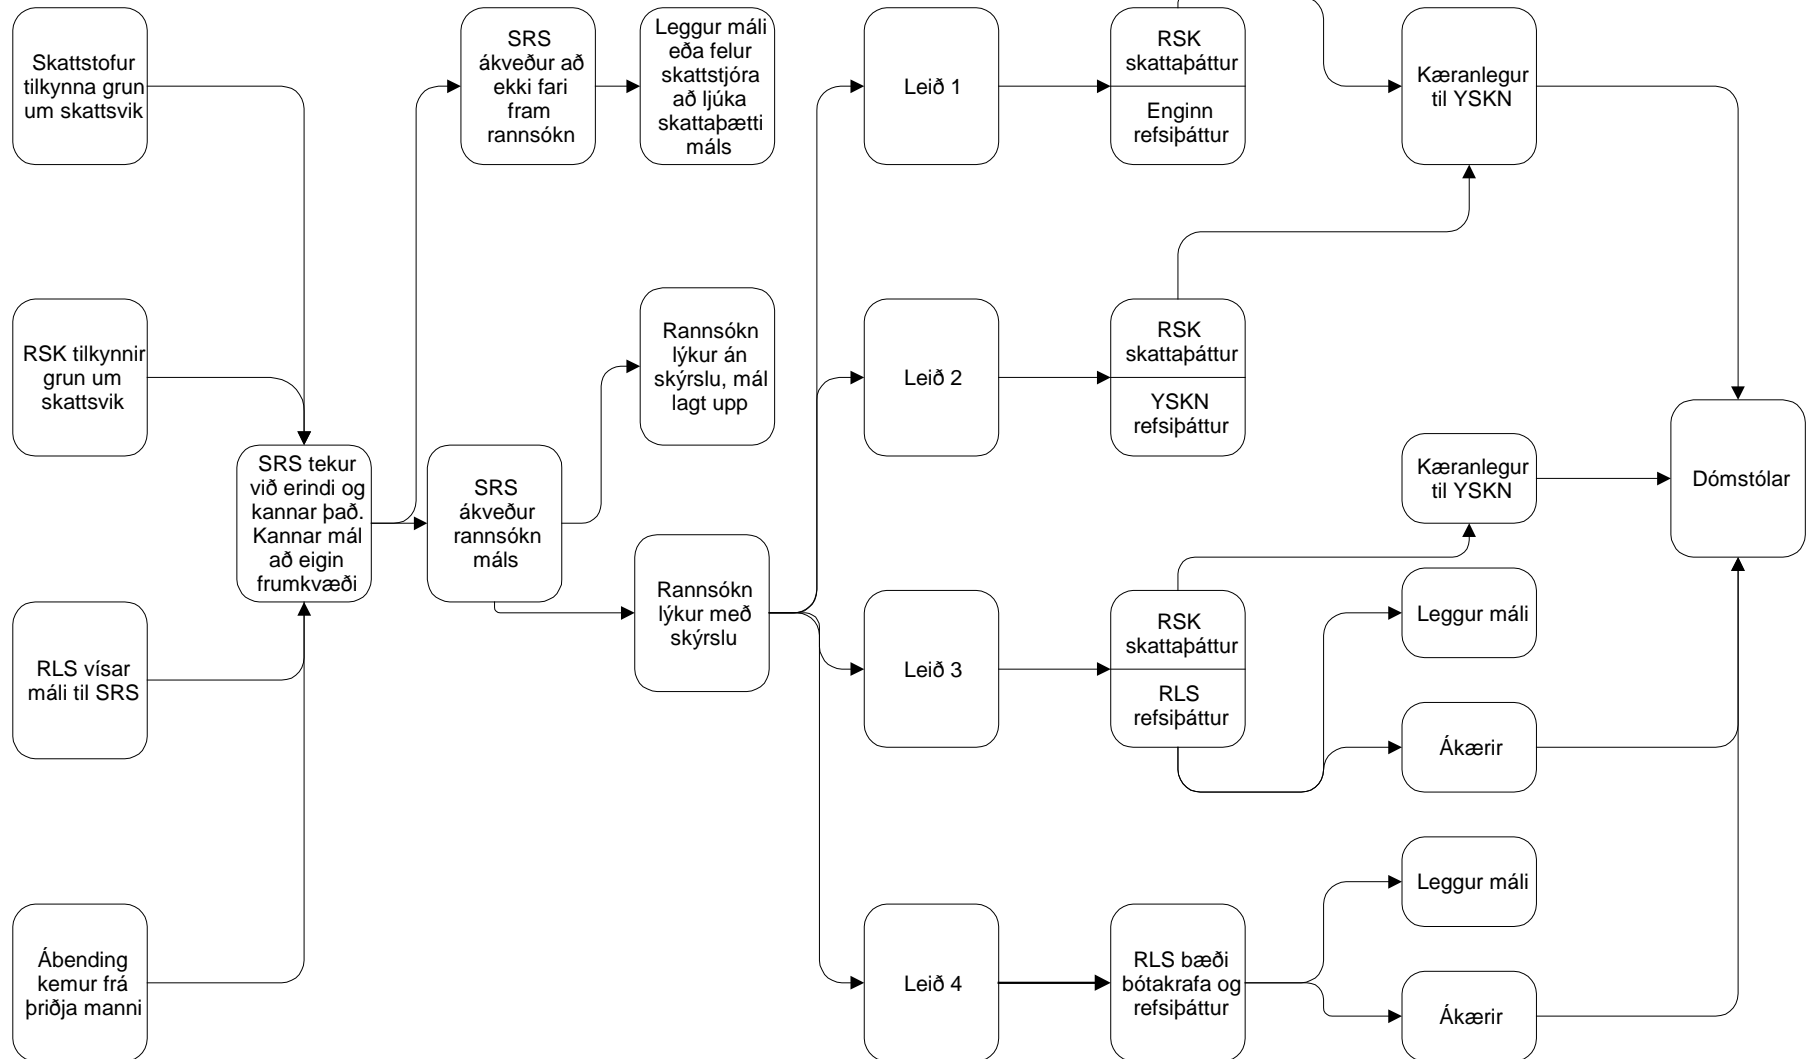 Skattstofur
tilkynna grun
um skattsvik
RSK tilkynnir
grun um
skattsvik
RLS vísar
máli til SRS
Ábending
kemur frá
þriðja manni
SRS tekur
við erindi og
kannar það.
Kannar mál
að eigin
frumkvæði
SRS
ákveður að
ekki fari
fram
rannsókn
Leggur máli
eða felur
skattstjóra
að ljúka
skattaþætti
máls
SRS
ákveður
rannsókn
máls
Rannsókn
lýkur án
skýrslu, mál
lagt upp
Rannsókn
lýkur með
skýrslu
Leið 1
RSK
skattaþáttur
Enginn
refsiþáttur
Kæranlegur
til YSKN
Leið 2
RSK
skattaþáttur
YSKN
refsiþáttur
Leið 3
RSK
skattaþáttur
RLS
refsiþáttur
Kæranlegur
til YSKN
Leggur máli
Ákærir
Leið 4
RLS bæði
bótakrafa og
refsiþáttur
Leggur máli
Ákærir
Dómstólar